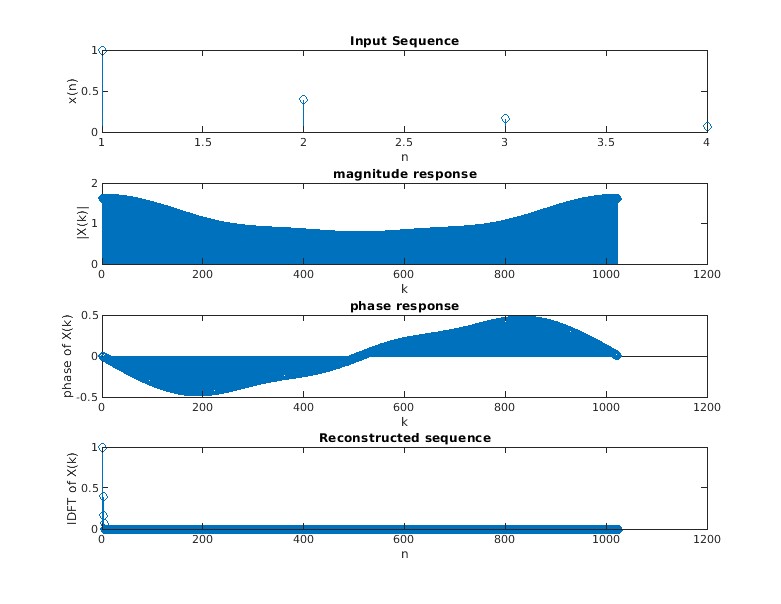 Input Sequence
1
0.5
0
x(n)
1 1.5 2 2.5 3 3.5 4
n
magnitude response
2
1
0
|X(k)|
0 200 400 600 800 1000 1200
k
phase response
0.5
0
-0.5
phase of X(k)
0 200 400 600 800 1000 1200
k
Reconstructed sequence
1
0.5
0
IDFT of X(k)
0 200 400 600 800 1000 1200
n